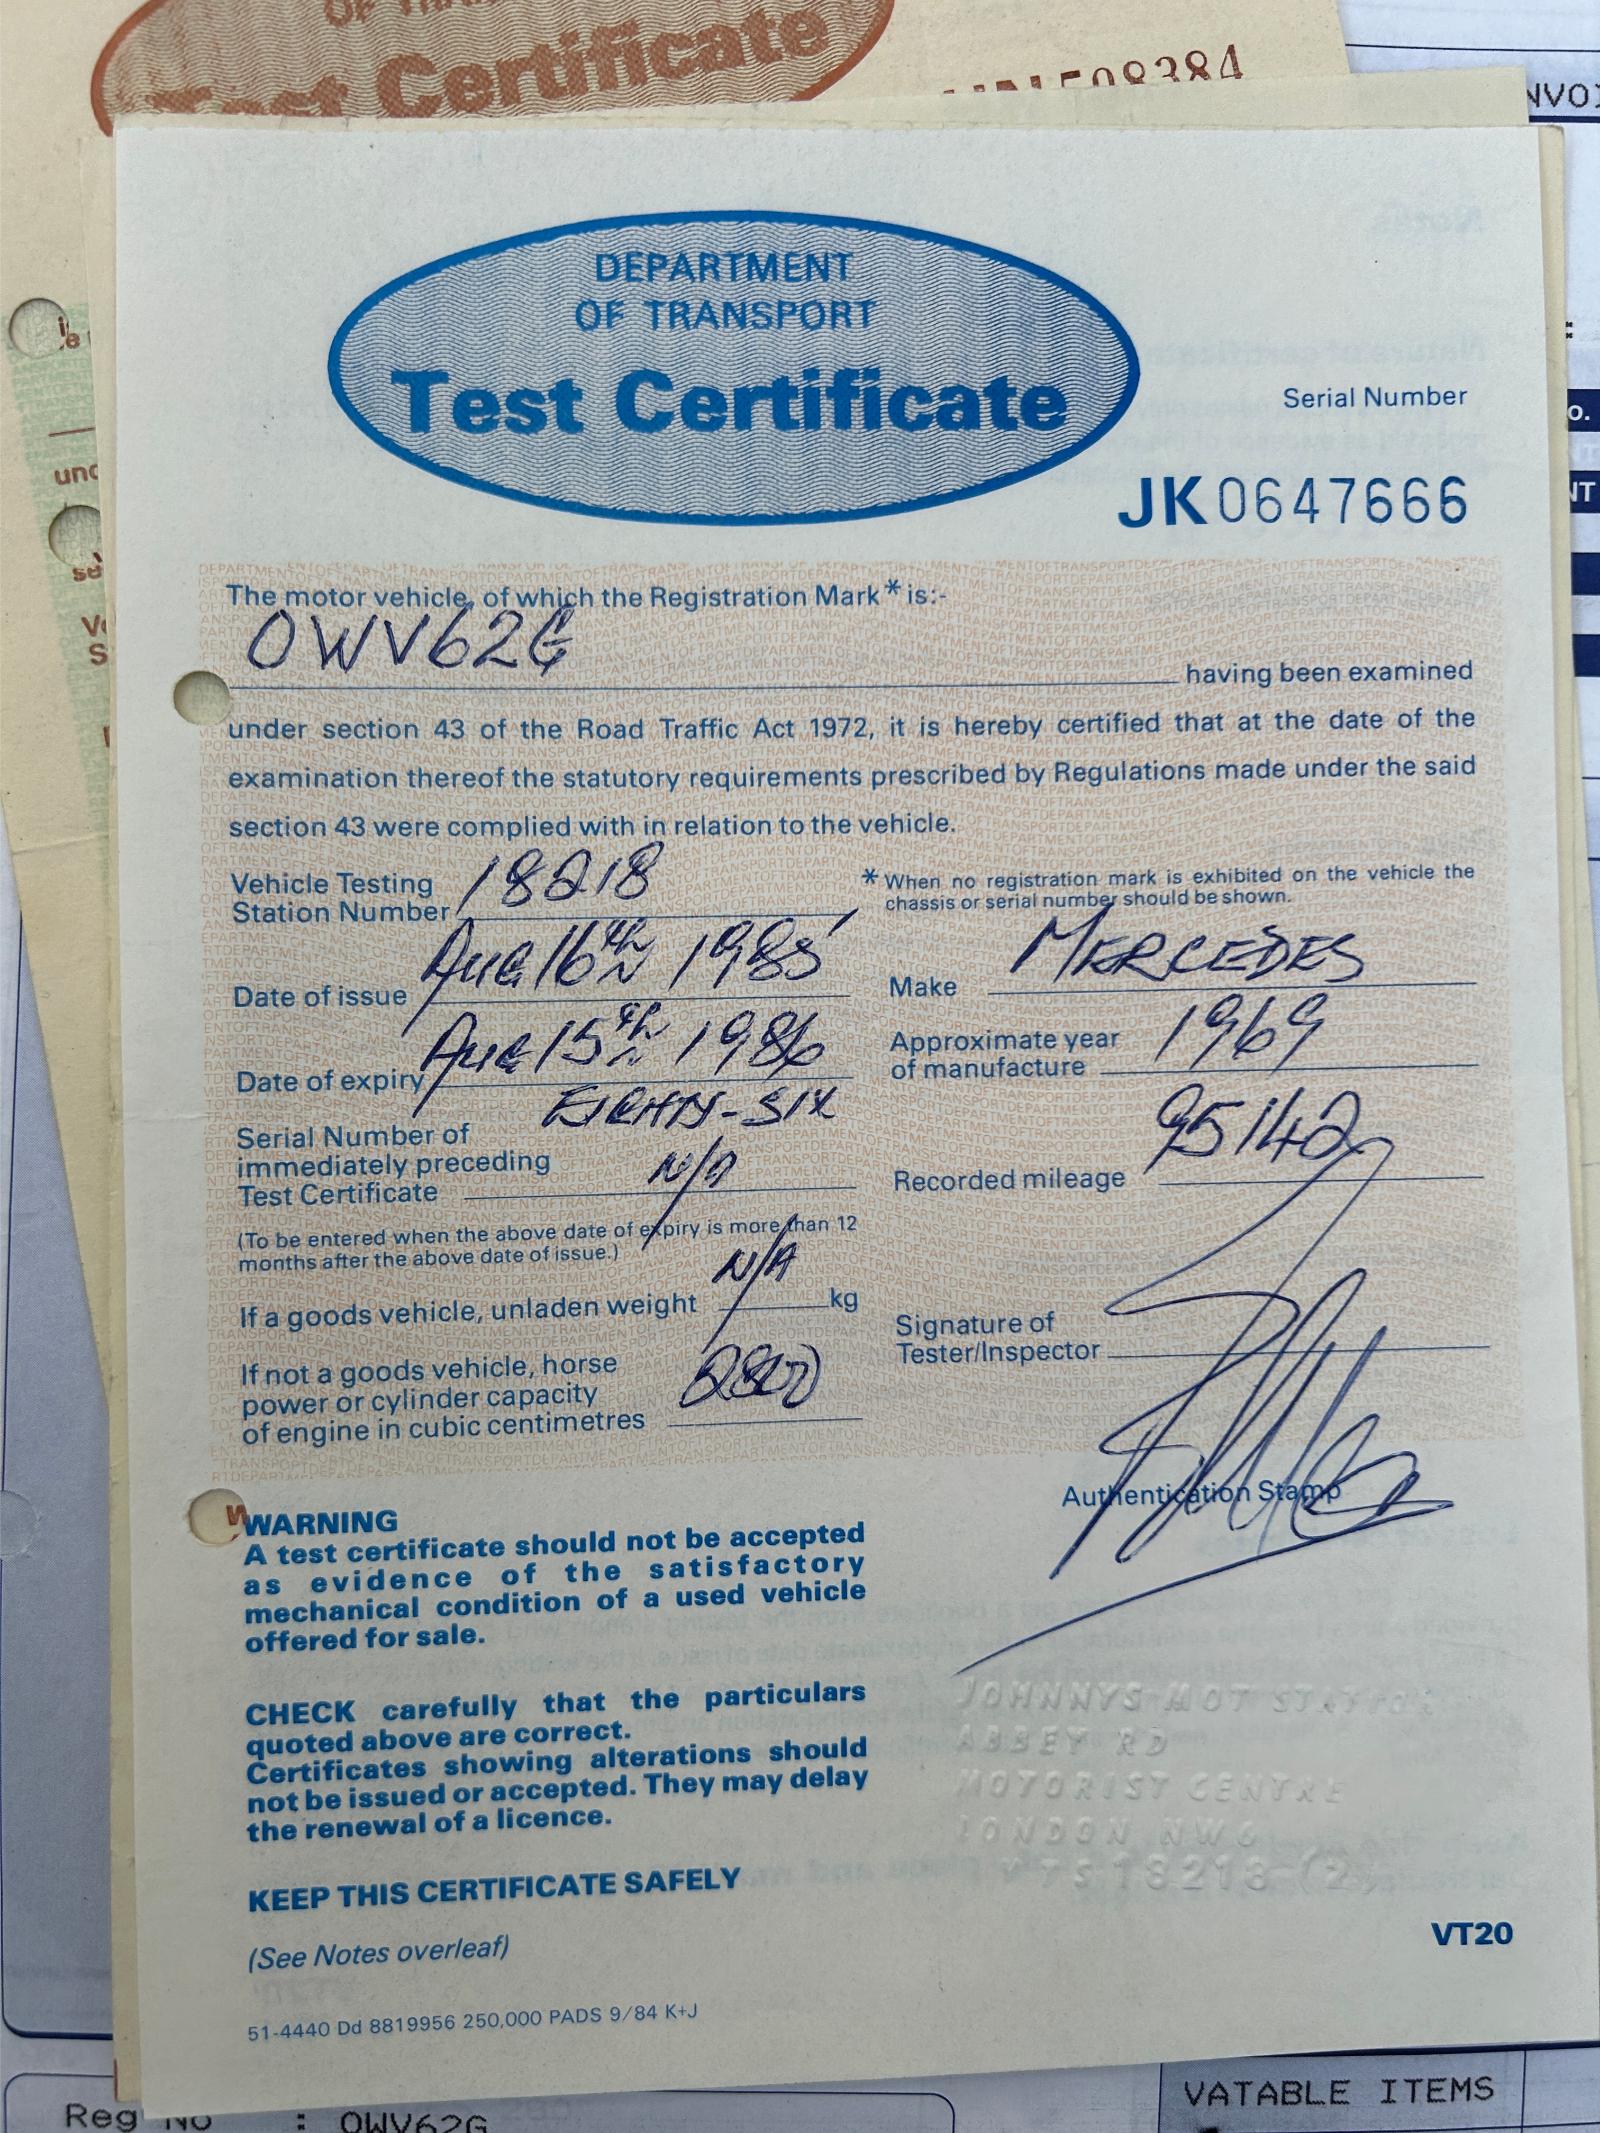 Test Certificate
DEPARTMENT
OF TRANSPORT
Test Certificate
Serial Number
JK0647666
The motor vehicle, of which the Registration Mark * is:-
OWV62G
having been examined
under section 43 of the Road Traffic Act 1972, it is hereby certified that at the date of the
examination thereof the statutory requirements prescribed by Regulations made under the said
section 43 were complied with in relation to the vehicle.
Vehicle Testing
Station Number 18218
* When no registration mark is exhibited on the vehicle the
chassis or serial number should be shown.
Date of issue Aug 16th 1985
Make MERCEDES
Date of expiry Aug 15th 1986
EIGHTY-SIX
Approximate year
of manufacture 1969
Serial Number of
immediately preceding
Test Certificate N/A
Recorded mileage 95142
(To be entered when the above date of expiry is more than 12
months after the above date of issue.)
If a goods vehicle, unladen weight N/A kg
Signature of
Tester/Inspector
If not a goods vehicle, horse
power or cylinder capacity
of engine in cubic centimetres 2800
Authentication Stamp
WARNING
A test certificate should not be accepted
as evidence of the satisfactory
mechanical condition of a used vehicle
offered for sale.
CHECK carefully that the particulars
quoted above are correct.
Certificates showing alterations should
not be issued or accepted. They may delay
the renewal of a licence.
JOHNNYS MOT STATION
ABBEY RD
MOTORIST CENTRE
LONDON NW6
VTS 18218 (2)
KEEP THIS CERTIFICATE SAFELY
(See Notes overleaf)
VT20
51-4440 Dd 8819956 250,000 PADS 9/84 K+J
Reg No : OWV62G
VATABLE ITEMS